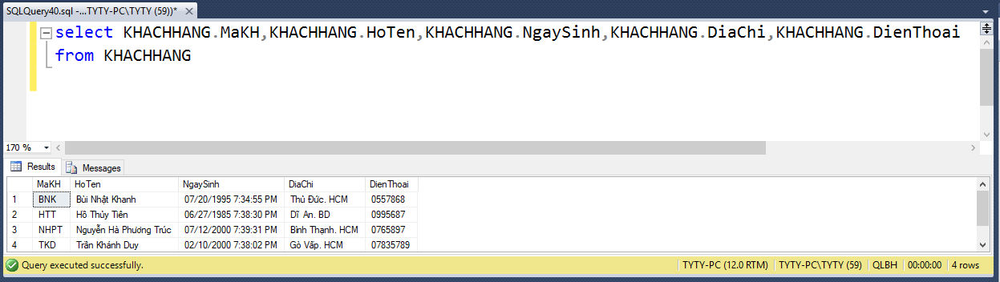 SQLQuery40.sql -...TYTY-PC\TYTY (59))*
select KHACHHANG.MaKH,KHACHHANG.HoTen,KHACHHANG.NgaySinh,KHACHHANG.DiaChi,KHACHHANG.DienThoai
from KHACHHANG
170 %
Results Messages
MaKH HoTen NgaySinh DiaChi DienThoai
1 BNK Bùi Nhật Khanh 07/20/1995 7:34:55 PM Thủ Đức. HCM 0557868
2 HTT Hồ Thủy Tiên 06/27/1985 7:38:30 PM Dĩ An. BD 0995687
3 NHPT Nguyễn Hà Phương Trúc 07/12/2000 7:39:31 PM Bình Thạnh. HCM 0765897
4 TKD Trần Khánh Duy 02/10/2000 7:38:02 PM Gò Vấp. HCM 07835789
Query executed successfully. TYTY-PC (12.0 RTM) TYTY-PC\TYTY (59) QLBH 00:00:00 4 rows